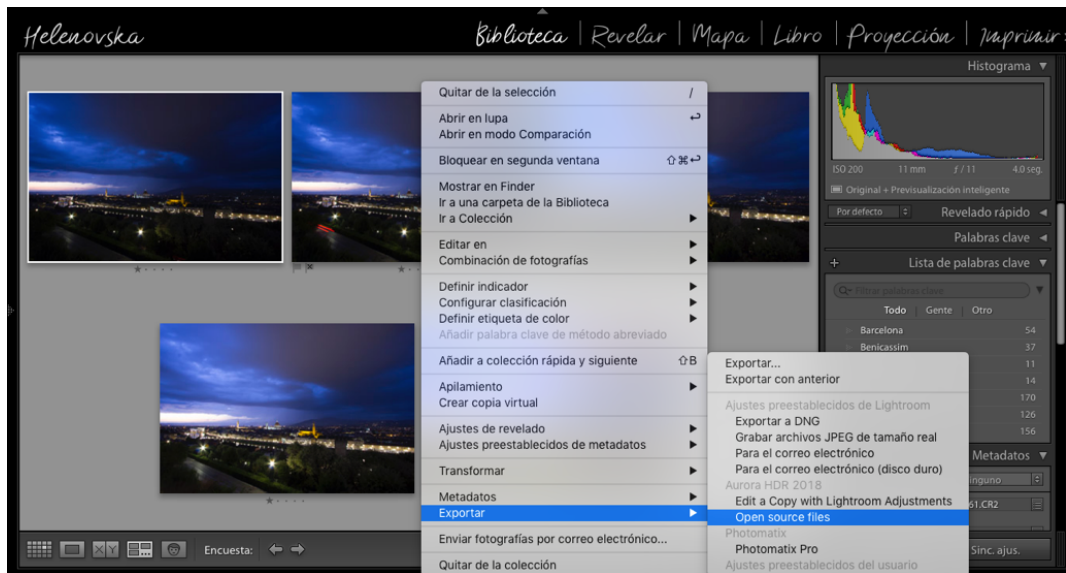 Helenovska
Biblioteca | Revelar | Mapa | Libro | Proyección | Imprimir
Histograma
ISO 200 11 mm ƒ / 11 4.0 seg.
Original + Previsualización inteligente
Por defecto Revelado rápido
Palabras clave
+ Lista de palabras clave
Filtrar palabras clave
Todo | Gente | Otro
Barcelona 54
Benicassim 37
11
14
170
126
156
Metadatos
inguno
61.CR2
Sinc. ajus.
Quitar de la selección /
Abrir en lupa ↩
Abrir en modo Comparación
Bloquear en segunda ventana ⇧⌘↩
Mostrar en Finder
Ir a una carpeta de la Biblioteca
Ir a Colección
Editar en
Combinación de fotografías
Definir indicador
Configurar clasificación
Definir etiqueta de color
Añadir palabra clave de método abreviado
Añadir a colección rápida y siguiente ⇧B
Apilamiento
Crear copia virtual
Ajustes de revelado
Ajustes preestablecidos de metadatos
Transformar
Metadatos
Exportar
Enviar fotografías por correo electrónico...
Quitar de la colección
Exportar...
Exportar con anterior
Ajustes preestablecidos de Lightroom
Exportar a DNG
Grabar archivos JPEG de tamaño real
Para el correo electrónico
Para el correo electrónico (disco duro)
Aurora HDR 2018
Edit a Copy with Lightroom Adjustments
Open source files
Photomatix
Photomatix Pro
Ajustes preestablecidos del usuario
XY
Encuesta: